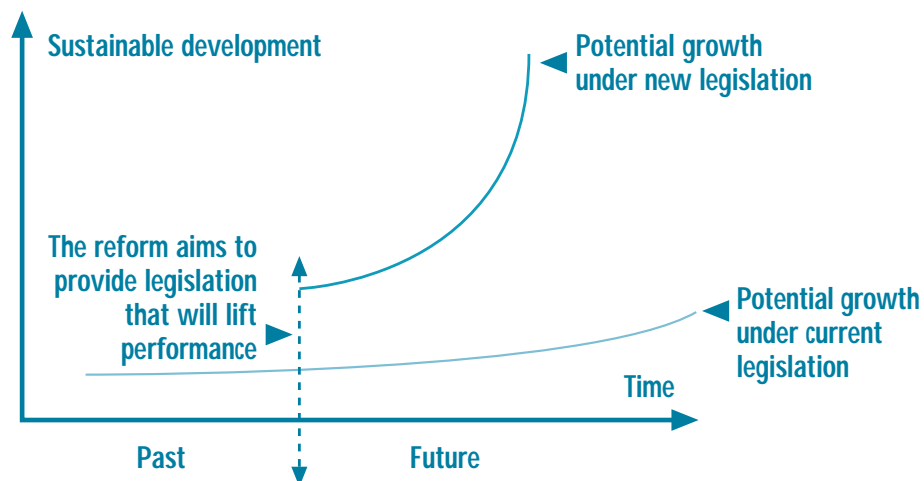 Sustainable development
Potential growth
under new legislation
The reform aims to
provide legislation
that will lift
performance
Potential growth
under current
legislation
Time
Past
Future